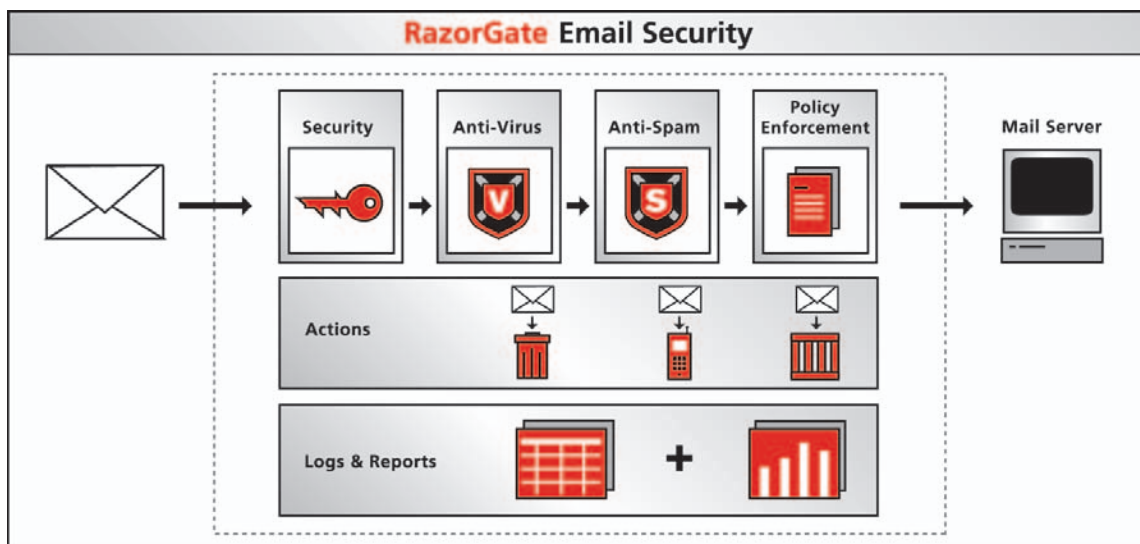 RazorGate Email Security
Security
Anti-Virus
Anti-Spam
Policy
Enforcement
Mail Server
V
S
Actions
Logs & Reports
+